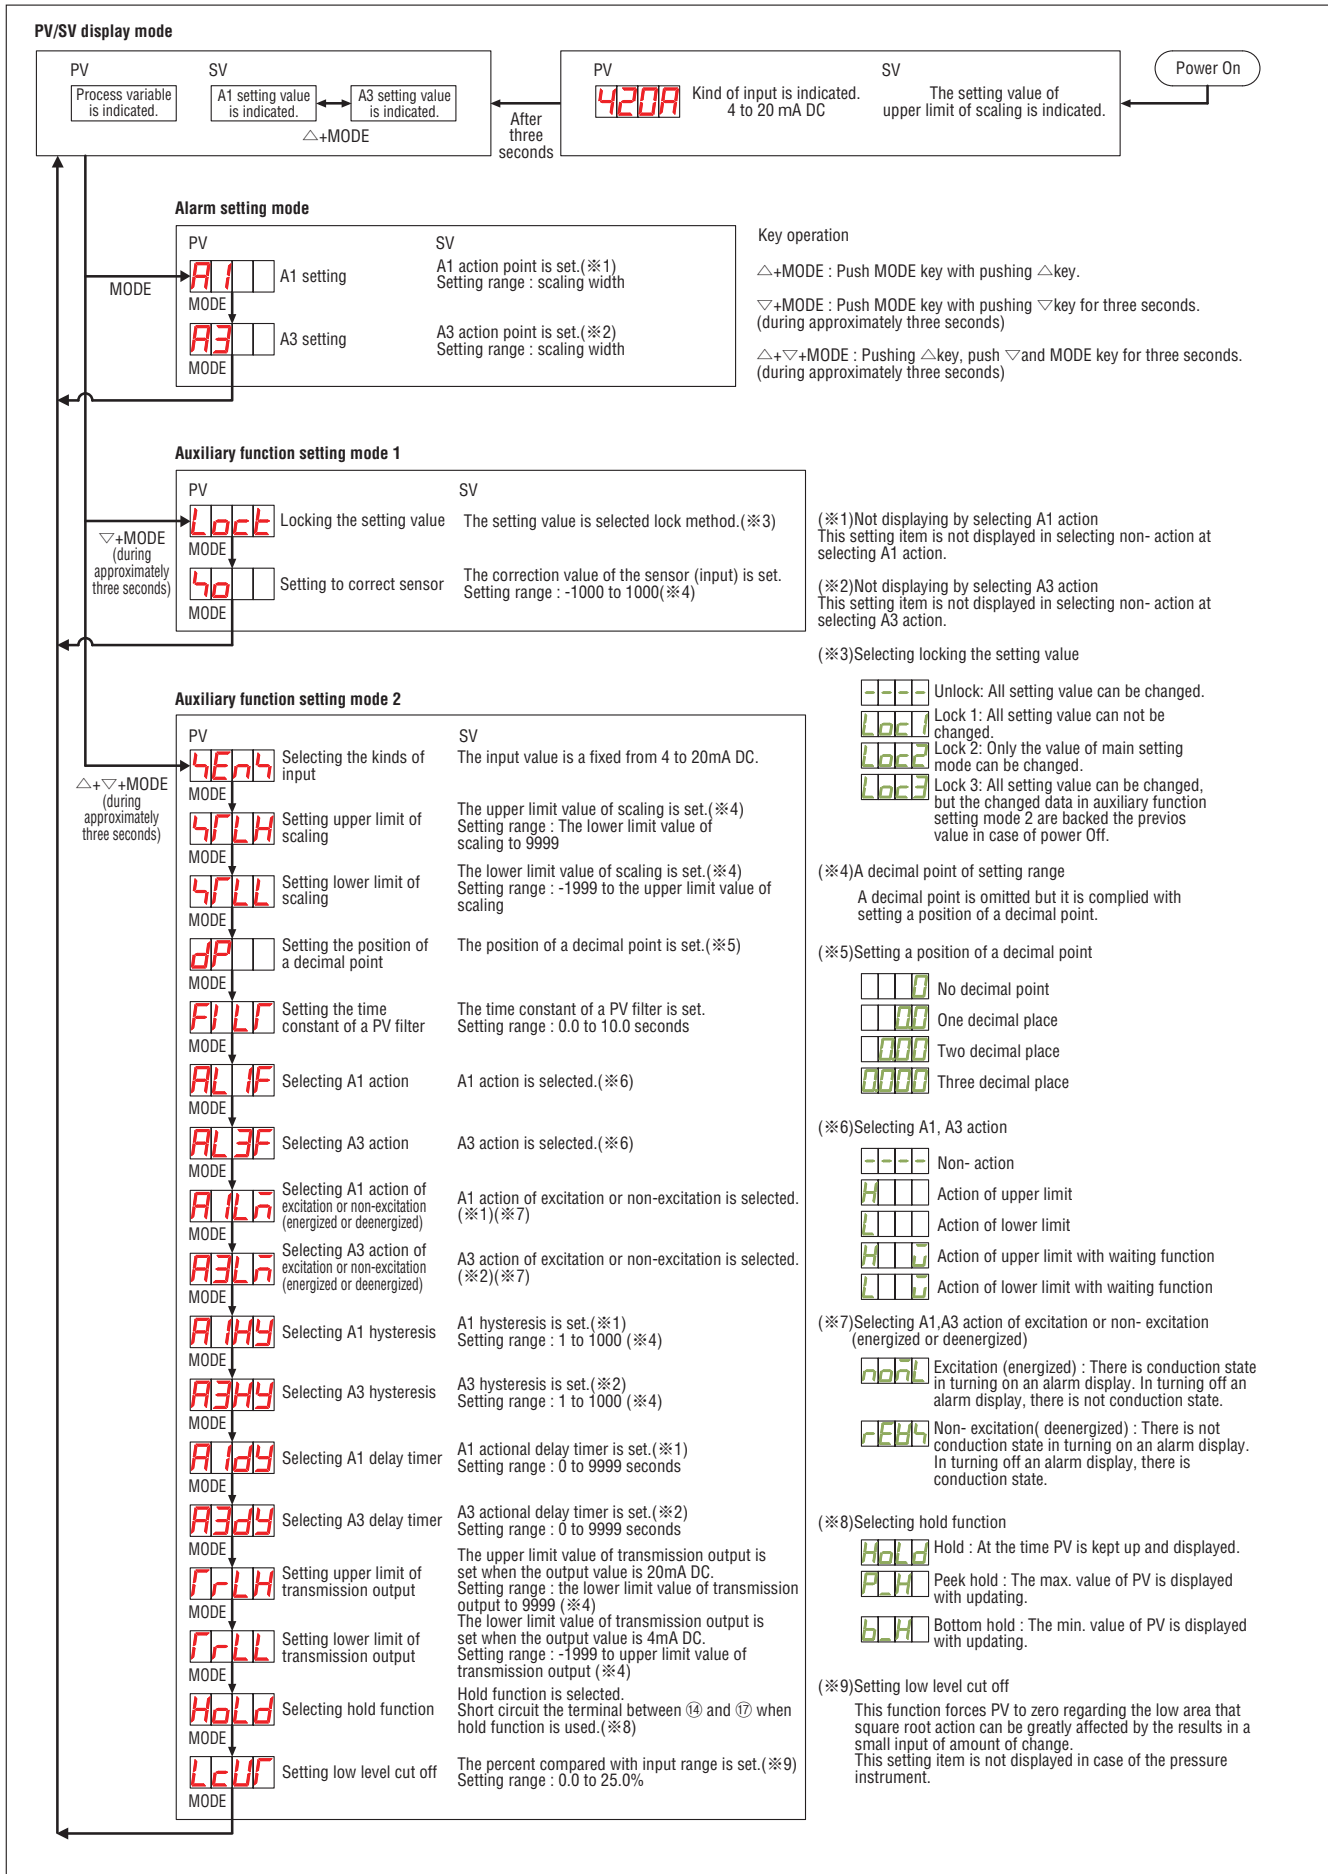 PV/SV display mode
PV
SV
Process variable
is indicated.
A1 setting value
is indicated.
A3 setting value
is indicated.
△+MODE
After
three
seconds
PV
SV
420A
Kind of input is indicated.
4 to 20 mA DC
The setting value of
upper limit of scaling is indicated.
Power On
Alarm setting mode
PV
SV
MODE
A1
A1 setting
A1 action point is set.(※1)
Setting range : scaling width
MODE
A3
A3 setting
A3 action point is set.(※2)
Setting range : scaling width
MODE
Key operation
△+MODE : Push MODE key with pushing △key.
▽+MODE : Push MODE key with pushing ▽key for three seconds.
(during approximately three seconds)
△+▽+MODE : Pushing △key, push ▽and MODE key for three seconds.
(during approximately three seconds)
Auxiliary function setting mode 1
PV
SV
▽+MODE
(during
approximately
three seconds)
Lock
Locking the setting value
The setting value is selected lock method.(※3)
MODE
So
Setting to correct sensor
The correction value of the sensor (input) is set.
Setting range : -1000 to 1000(※4)
MODE
Auxiliary function setting mode 2
PV
SV
△+▽+MODE
(during
approximately
three seconds)
SEnS
Selecting the kinds of
input
The input value is a fixed from 4 to 20mA DC.
MODE
STLH
Setting upper limit of
scaling
The upper limit value of scaling is set.(※4)
Setting range : The lower limit value of
scaling to 9999
MODE
STLL
Setting lower limit of
scaling
The lower limit value of scaling is set.(※4)
Setting range : -1999 to the upper limit value of
scaling
MODE
dP
Setting the position of
a decimal point
The position of a decimal point is set.(※5)
MODE
FILT
Setting the time
constant of a PV filter
The time constant of a PV filter is set.
Setting range : 0.0 to 10.0 seconds
MODE
AL1F
Selecting A1 action
A1 action is selected.(※6)
MODE
AL3F
Selecting A3 action
A3 action is selected.(※6)
MODE
A1Lm
Selecting A1 action of
excitation or non-excitation
(energized or deenergized)
A1 action of excitation or non-excitation is selected.
(※1)(※7)
MODE
A3Lm
Selecting A3 action of
excitation or non-excitation
(energized or deenergized)
A3 action of excitation or non-excitation is selected.
(※2)(※7)
MODE
A1HY
Selecting A1 hysteresis
A1 hysteresis is set.(※1)
Setting range : 1 to 1000 (※4)
MODE
A3HY
Selecting A3 hysteresis
A3 hysteresis is set.(※2)
Setting range : 1 to 1000 (※4)
MODE
A1dY
Selecting A1 delay timer
A1 actional delay timer is set.(※1)
Setting range : 0 to 9999 seconds
MODE
A3dY
Selecting A3 delay timer
A3 actional delay timer is set.(※2)
Setting range : 0 to 9999 seconds
MODE
TrLH
Setting upper limit of
transmission output
The upper limit value of transmission output is
set when the output value is 20mA DC.
Setting range : the lower limit value of transmission
output to 9999 (※4)
MODE
TrLL
Setting lower limit of
transmission output
The lower limit value of transmission output is
set when the output value is 4mA DC.
Setting range : -1999 to upper limit value of
transmission output (※4)
MODE
HoLd
Selecting hold function
Hold function is selected.
Short circuit the terminal between ⑭ and ⑰ when
hold function is used.(※8)
MODE
LcUT
Setting low level cut off
The percent compared with input range is set.(※9)
Setting range : 0.0 to 25.0%
MODE
(※1)Not displaying by selecting A1 action
This setting item is not displayed in selecting non- action at
selecting A1 action.
(※2)Not displaying by selecting A3 action
This setting item is not displayed in selecting non- action at
selecting A3 action.
(※3)Selecting locking the setting value
---- Unlock: All setting value can be changed.
Loc1 Lock 1: All setting value can not be
changed.
Loc2 Lock 2: Only the value of main setting
mode can be changed.
Loc3 Lock 3: All setting value can be changed,
but the changed data in auxiliary function
setting mode 2 are backed the previos
value in case of power Off.
(※4)A decimal point of setting range
A decimal point is omitted but it is complied with
setting a position of a decimal point.
(※5)Setting a position of a decimal point
0 No decimal point
0.0 One decimal place
0.00 Two decimal place
0.000 Three decimal place
(※6)Selecting A1, A3 action
---- Non- action
H Action of upper limit
L Action of lower limit
H w Action of upper limit with waiting function
L w Action of lower limit with waiting function
(※7)Selecting A1,A3 action of excitation or non- excitation
(energized or deenergized)
nomL Excitation (energized) : There is conduction state
in turning on an alarm display. In turning off an
alarm display, there is not conduction state.
rEVS Non- excitation( deenergized) : There is not
conduction state in turning on an alarm display.
In turning off an alarm display, there is
conduction state.
(※8)Selecting hold function
HoLd Hold : At the time PV is kept up and displayed.
P_H Peek hold : The max. value of PV is displayed
with updating.
b_H Bottom hold : The min. value of PV is displayed
with updating.
(※9)Setting low level cut off
This function forces PV to zero regarding the low area that
square root action can be greatly affected by the results in a
small input of amount of change.
This setting item is not displayed in case of the pressure
instrument.